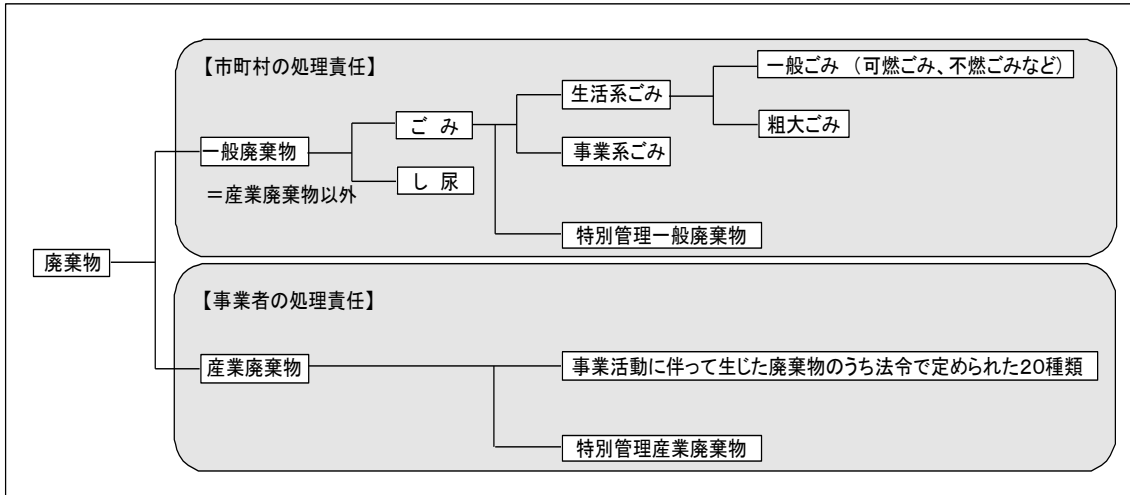 【市町村の処理責任】
一般ごみ （可燃ごみ、不燃ごみなど）
生活系ごみ
粗大ごみ
ご み
事業系ごみ
一般廃棄物
し 尿
＝産業廃棄物以外
特別管理一般廃棄物
廃棄物
【事業者の処理責任】
産業廃棄物
事業活動に伴って生じた廃棄物のうち法令で定められた20種類
特別管理産業廃棄物